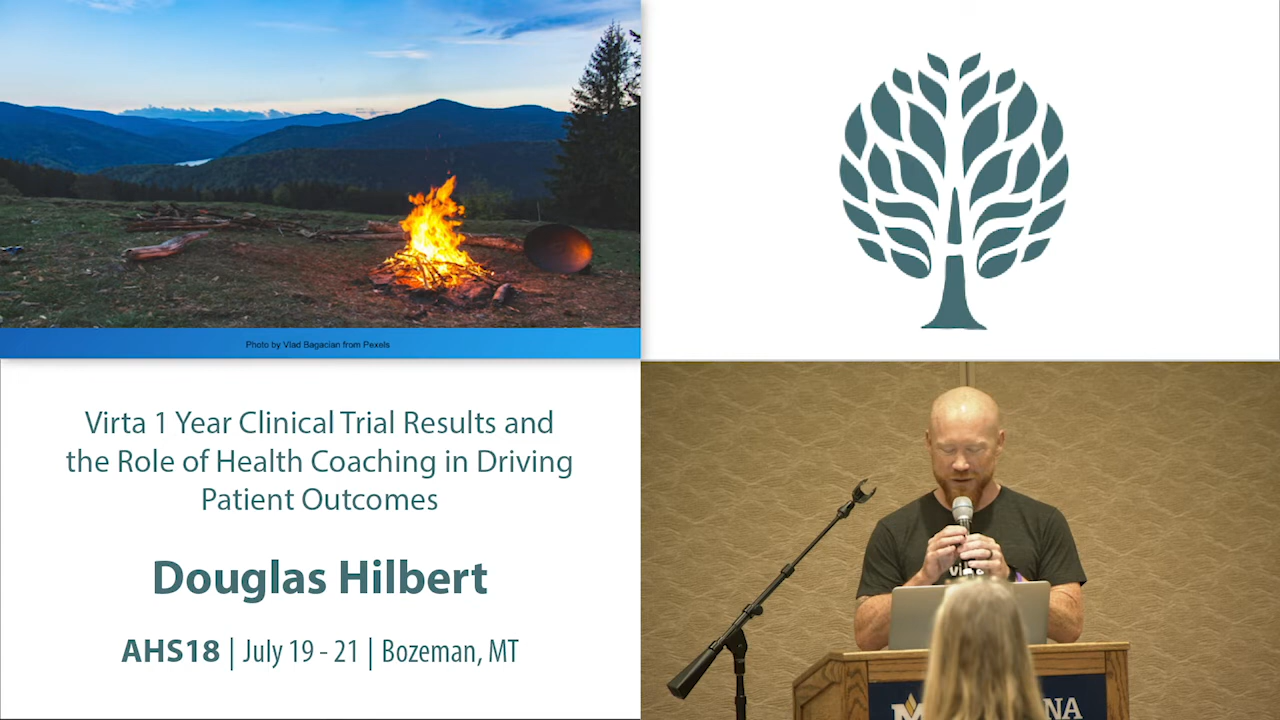 Photo by Vlad Bagacian from Pexels
Virta 1 Year Clinical Trial Results and
the Role of Health Coaching in Driving
Patient Outcomes
Douglas Hilbert
AHS18 | July 19 - 21 | Bozeman, MT